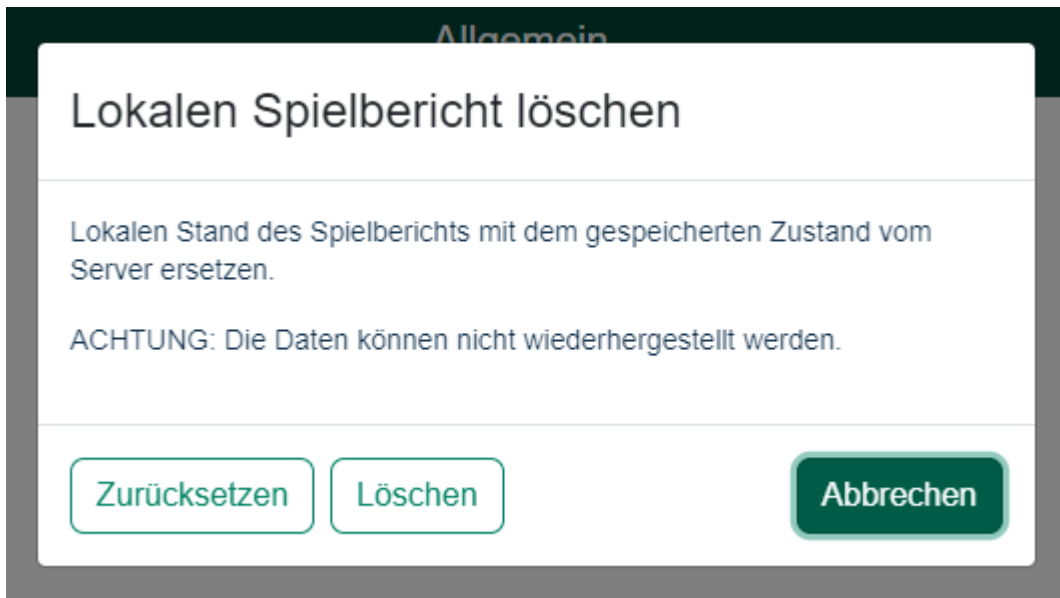 Allgemein
Lokalen Spielbericht löschen
Lokalen Stand des Spielberichts mit dem gespeicherten Zustand vom
Server ersetzen.
ACHTUNG: Die Daten können nicht wiederhergestellt werden.
Zurücksetzen Löschen Abbrechen